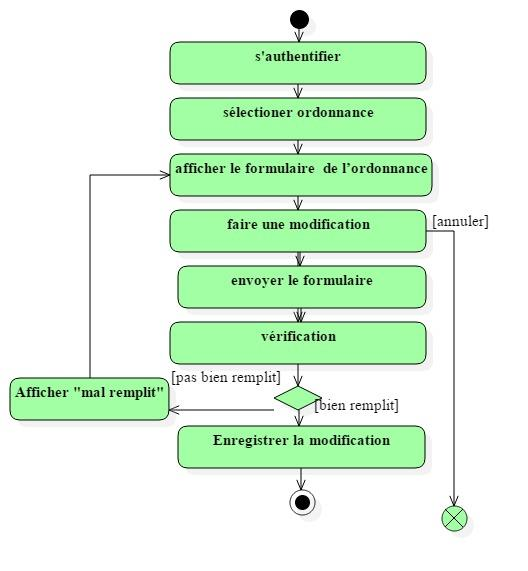 s'authentifier
sélectioner ordonnance
afficher le formulaire  de l’ordonnance
faire une modification
[annuler]
envoyer le formulaire
vérification
[pas bien remplit]
Afficher "mal remplit"
[bien remplit]
Enregistrer la modification